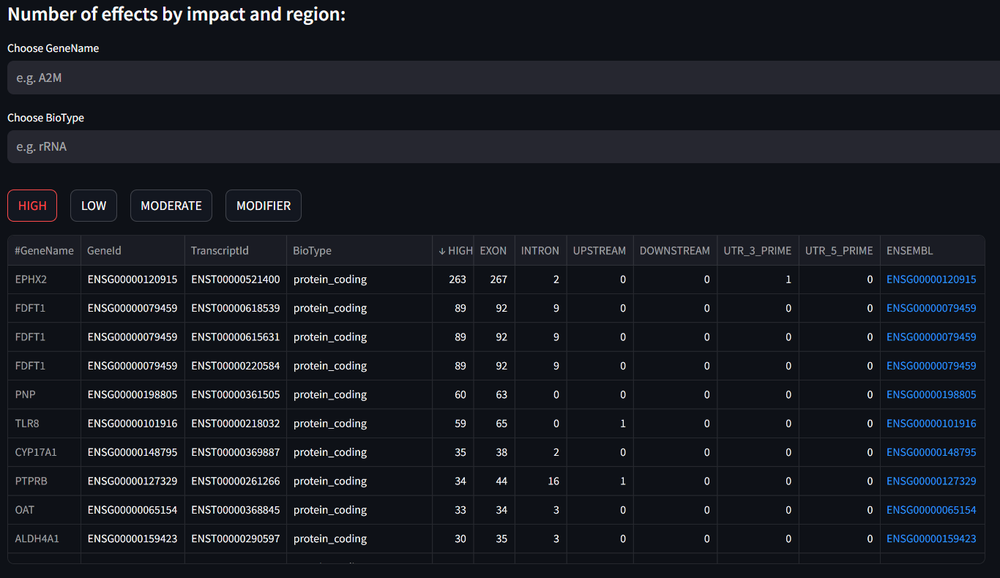 Number of effects by impact and region:
Choose GeneName
e.g. A2M
Choose BioType
e.g. rRNA
HIGH LOW MODERATE MODIFIER
#GeneName GeneId TranscriptId BioType ↓ HIGH EXON INTRON UPSTREAM DOWNSTREAM UTR_3_PRIME UTR_5_PRIME ENSEMBL
EPHX2 ENSG00000120915 ENST00000521400 protein_coding 263 267 2 0 0 1 0 ENSG00000120915
FDFT1 ENSG00000079459 ENST00000618539 protein_coding 89 92 9 0 0 0 0 ENSG00000079459
FDFT1 ENSG00000079459 ENST00000615631 protein_coding 89 92 9 0 0 0 0 ENSG00000079459
FDFT1 ENSG00000079459 ENST00000220584 protein_coding 89 92 9 0 0 0 0 ENSG00000079459
PNP ENSG00000198805 ENST00000361505 protein_coding 60 63 0 0 0 0 0 ENSG00000198805
TLR8 ENSG00000101916 ENST00000218032 protein_coding 59 65 0 1 0 0 0 ENSG00000101916
CYP17A1 ENSG00000148795 ENST00000369887 protein_coding 35 38 2 0 0 0 0 ENSG00000148795
PTPRB ENSG00000127329 ENST00000261266 protein_coding 34 44 16 1 0 0 0 ENSG00000127329
OAT ENSG00000065154 ENST00000368845 protein_coding 33 34 3 0 0 0 0 ENSG00000065154
ALDH4A1 ENSG00000159423 ENST00000290597 protein_coding 30 35 3 0 0 0 0 ENSG00000159423